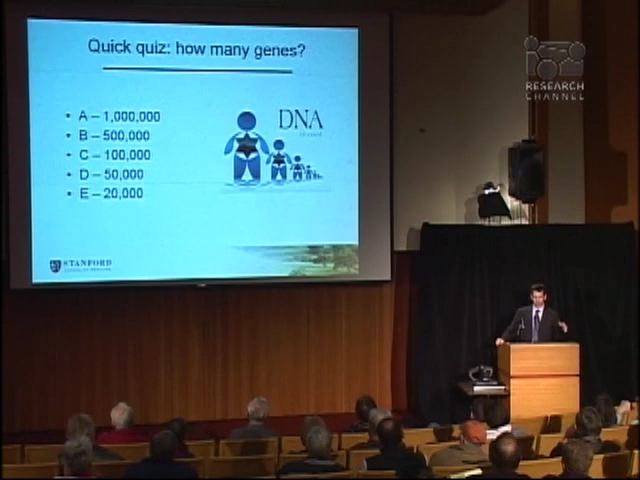 Quick quiz: how many genes?
• A – 1,000,000
• B – 500,000
• C – 100,000
• D – 50,000
• E – 20,000
DNA
STANFORD
RESEARCH
CHANNEL